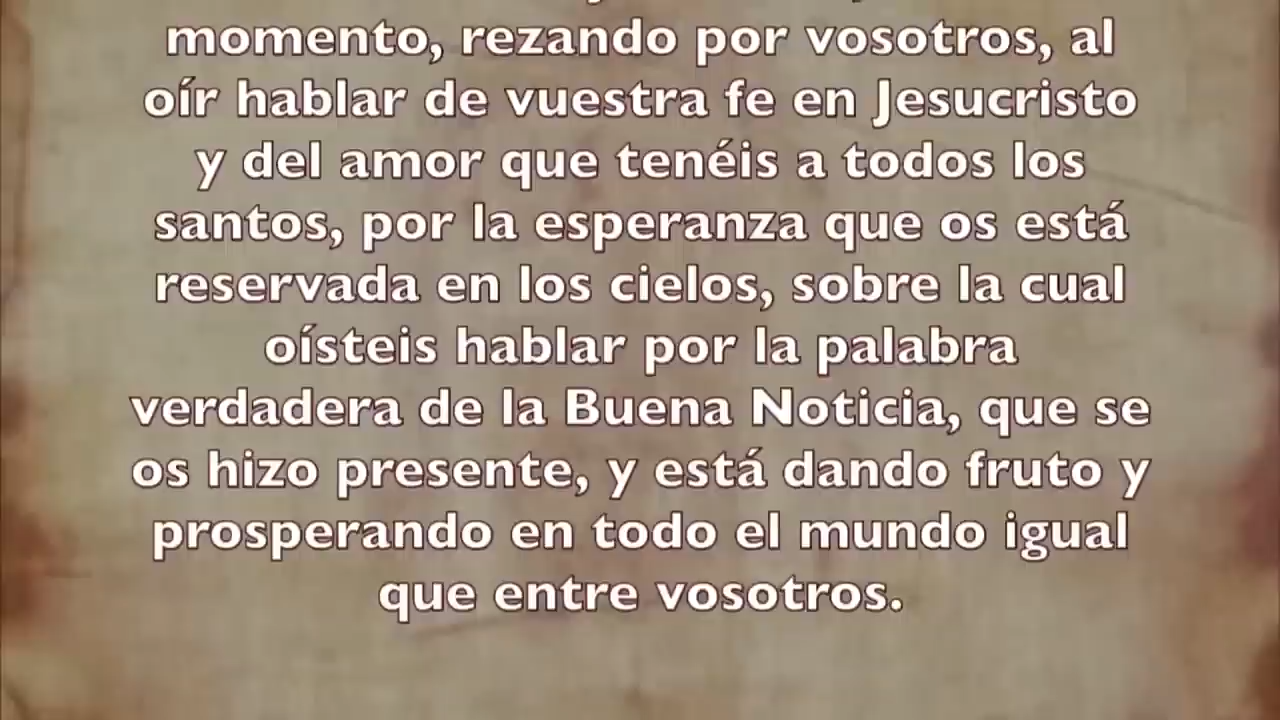 momento, rezando por vosotros, al
oír hablar de vuestra fe en Jesucristo
y del amor que tenéis a todos los
santos, por la esperanza que os está
reservada en los cielos, sobre la cual
oísteis hablar por la palabra
verdadera de la Buena Noticia, que se
os hizo presente, y está dando fruto y
prosperando en todo el mundo igual
que entre vosotros.